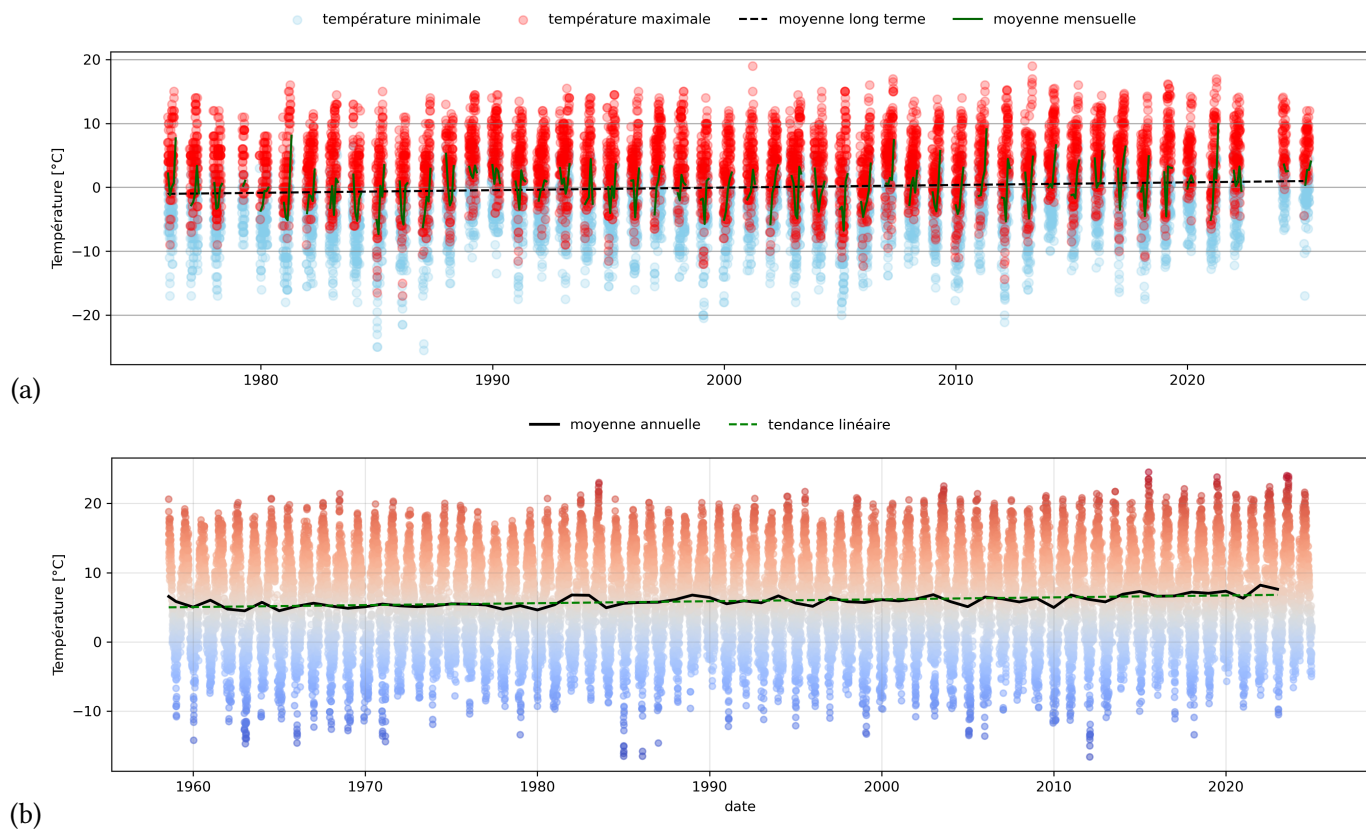 température minimale température maximale moyenne long terme moyenne mensuelle
20
10
0
−10
−20
Température [°C]
1980 1990 2000 2010 2020
(a)
moyenne annuelle tendance linéaire
20
10
0
−10
Température [°C]
1960 1970 1980 1990 2000 2010 2020
date
(b)